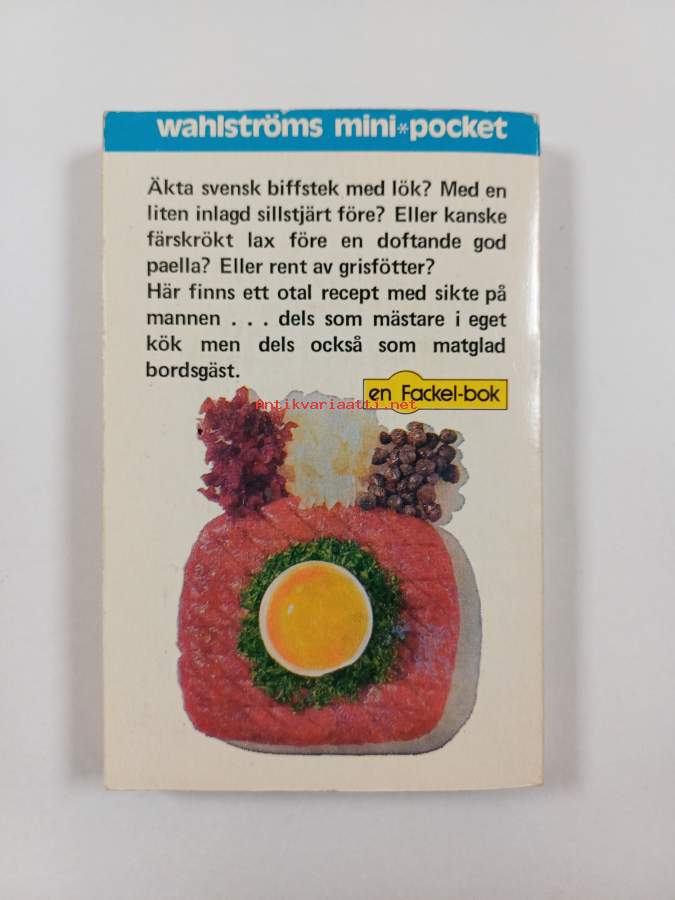 wahlströms mini*pocket
Äkta svensk biffstek med lök? Med en
liten inlagd sillstjärt före? Eller kanske
färskrökt lax före en doftande god
paella? Eller rent av grisfötter?
Här finns ett otal recept med sikte på
mannen . . . dels som mästare i eget
kök men dels också som matglad
bordsgäst.
en Fackel-bok
Antikvariaatti.net